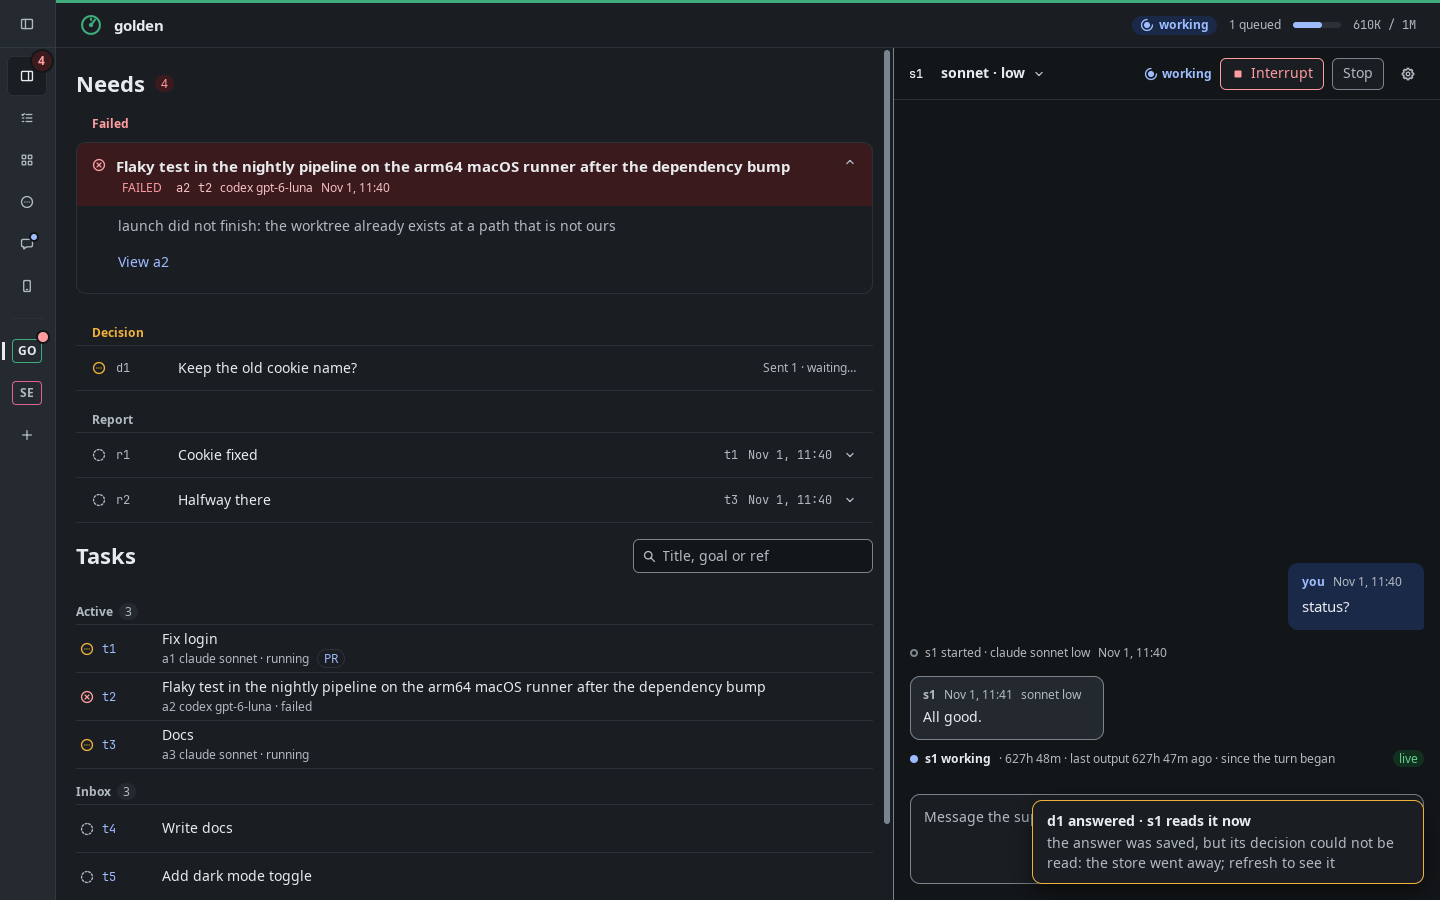 golden
working
1 queued
610K / 1M
4
GO
SE
Needs 4
Failed
Flaky test in the nightly pipeline on the arm64 macOS runner after the dependency bump
FAILED a2 t2 codex gpt-6-luna Nov 1, 11:40
launch did not finish: the worktree already exists at a path that is not ours
View a2
Decision
d1 Keep the old cookie name? Sent 1 · waiting…
Report
r1 Cookie fixed t1 Nov 1, 11:40
r2 Halfway there t3 Nov 1, 11:40
Tasks
Title, goal or ref
Active 3
t1 Fix login
a1 claude sonnet · running PR
t2 Flaky test in the nightly pipeline on the arm64 macOS runner after the dependency bump
a2 codex gpt-6-luna · failed
t3 Docs
a3 claude sonnet · running
Inbox 3
t4 Write docs
t5 Add dark mode toggle
s1 sonnet · low working Interrupt Stop
you Nov 1, 11:40
status?
s1 started · claude sonnet low Nov 1, 11:40
s1 Nov 1, 11:41 sonnet low
All good.
s1 working · 627h 48m · last output 627h 47m ago · since the turn began live
Message the
d1 answered · s1 reads it now
the answer was saved, but its decision could not be
read: the store went away; refresh to see it